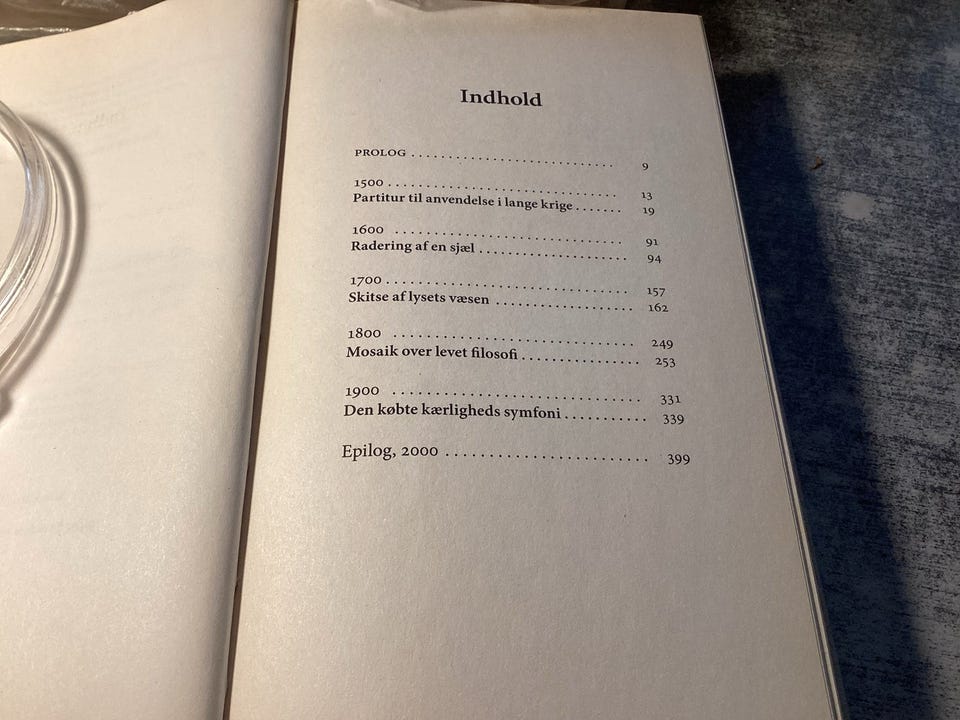 Indhold
PROLOG . . . . . . . . . . . . . . . . . . . . . . . . . . . . 9
1500 . . . . . . . . . . . . . . . . . . . . . . . . . . . . . . . 13
Partitur til anvendelse i lange krige . . . . . . . 19
1600 . . . . . . . . . . . . . . . . . . . . . . . . . . . . . . . 91
Radering af en sjæl . . . . . . . . . . . . . . . . . . . . 94
1700 . . . . . . . . . . . . . . . . . . . . . . . . . . . . . . . 157
Skitse af lysets væsen . . . . . . . . . . . . . . . . . . . 162
1800 . . . . . . . . . . . . . . . . . . . . . . . . . . . . . . . 249
Mosaik over levet filosofi . . . . . . . . . . . . . . . . 253
1900 . . . . . . . . . . . . . . . . . . . . . . . . . . . . . . . 331
Den købte kærligheds symfoni . . . . . . . . . . 339
Epilog, 2000 . . . . . . . . . . . . . . . . . . . . . . . . 399